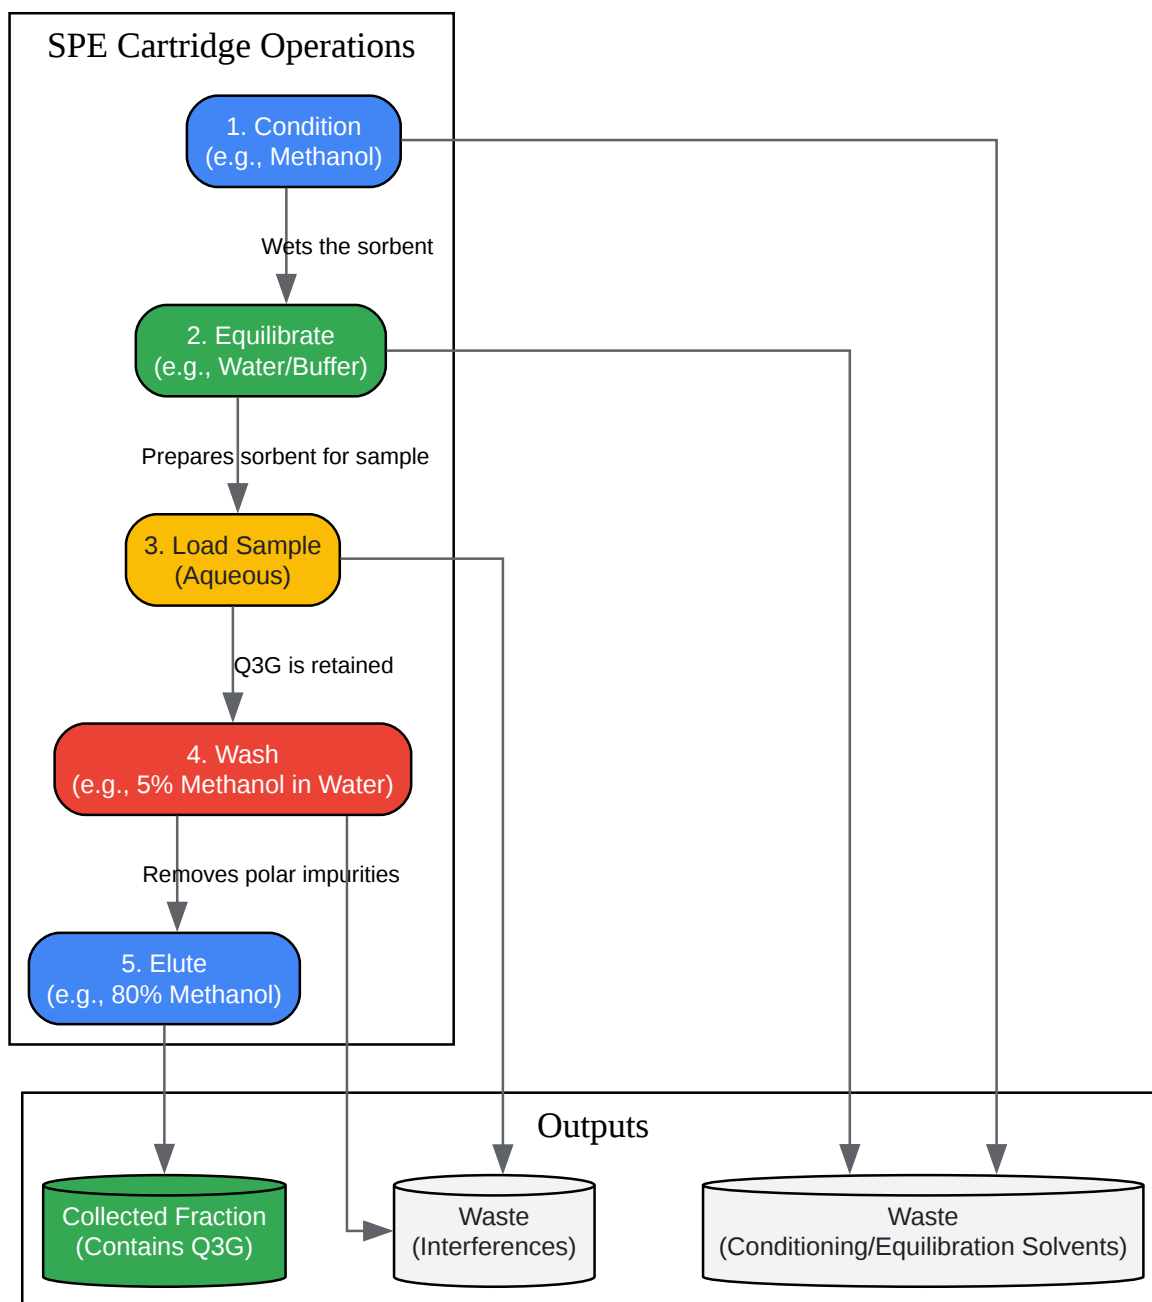 SPE Cartridge Operations
1. Condition
(e.g., Methanol)
Wets the sorbent
2. Equilibrate
(e.g., Water/Buffer)
Prepares sorbent for sample
3. Load Sample
(Aqueous)
Q3G is retained
4. Wash
(e.g., 5% Methanol in Water)
Removes polar impurities
5. Elute
(e.g., 80% Methanol)
Outputs
Collected Fraction
(Contains Q3G)
Waste
(Interferences)
Waste
(Conditioning/Equilibration Solvents)